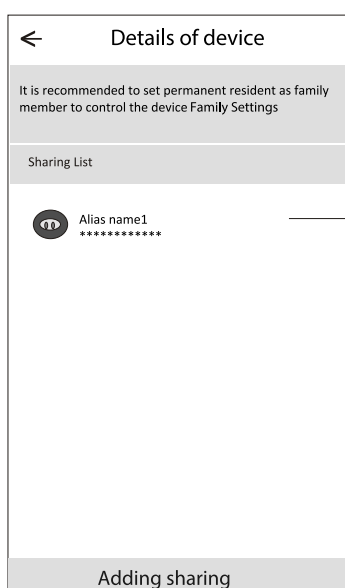 Details of device
It is recommended to set permanent resident as family
member to control the device Family Settings
Sharing List
Alias name1
************
Adding sharing